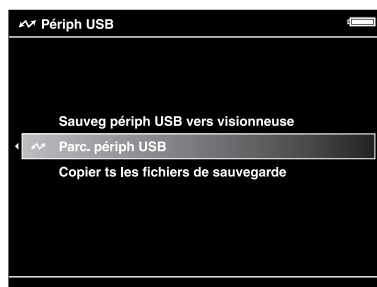 Périph USB
Sauveg périph USB vers visionneuse
Parc. périph USB
Copier ts les fichiers de sauvegarde